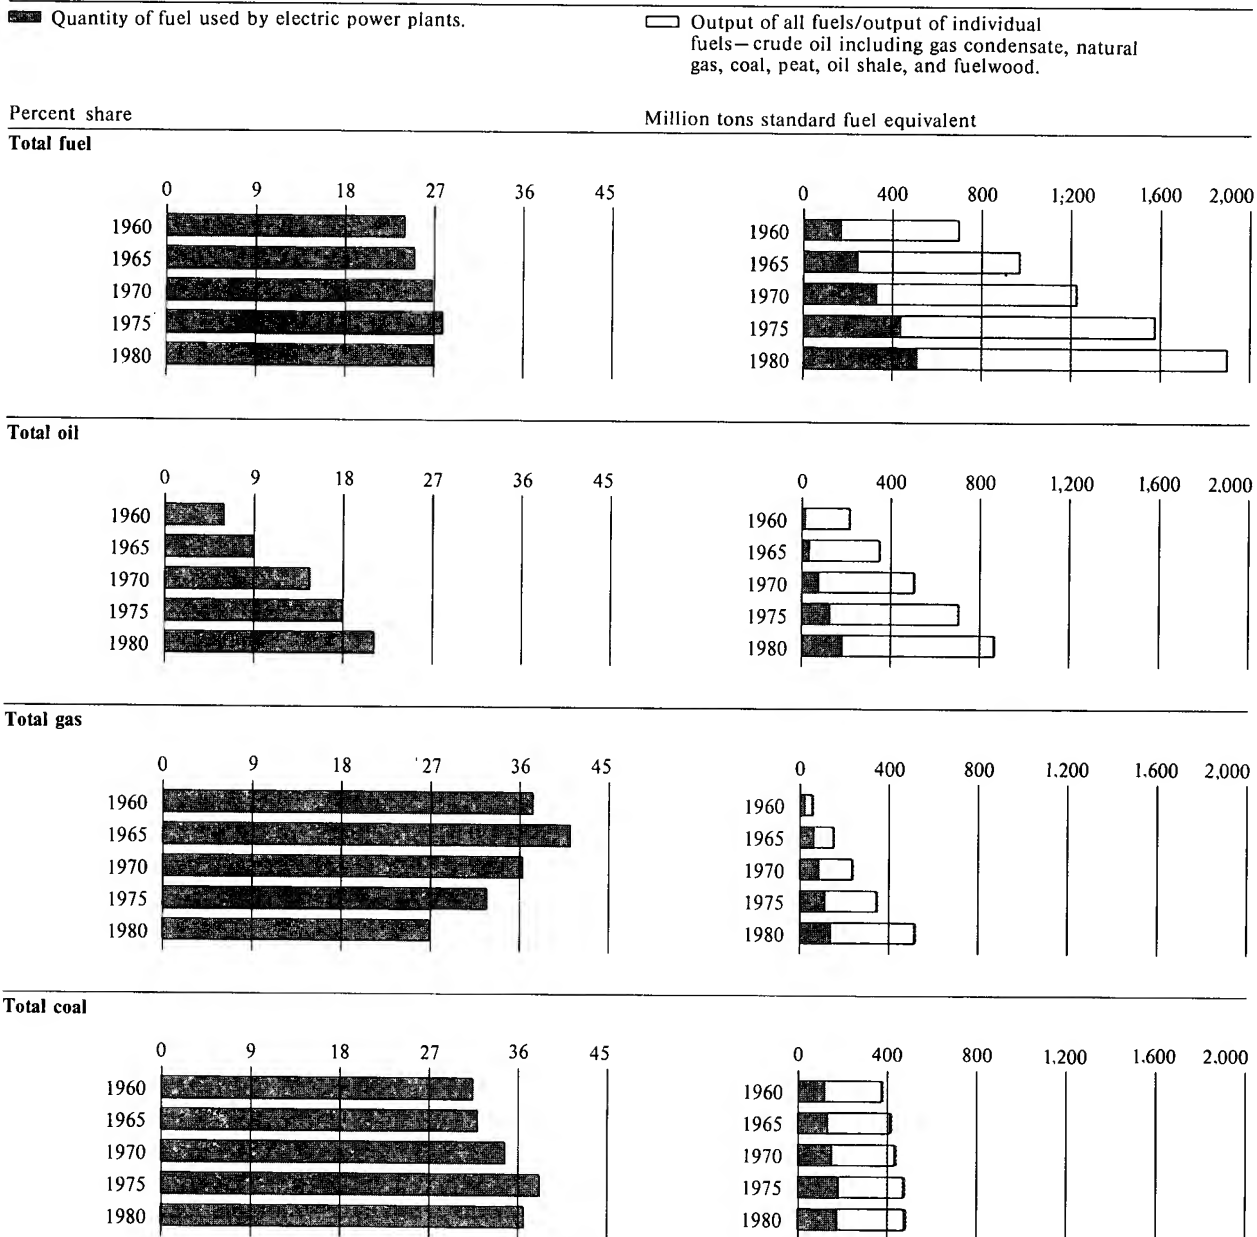 Quantity of fuel used by electric power plants.
Output of all fuels/output of individual
fuels—crude oil including gas condensate, natural
gas, coal, peat, oil shale, and fuelwood.
Percent share
Million tons standard fuel equivalent
Total fuel
0 9 18 27 36 45
1960
1965
1970
1975
1980
0 400 800 1,200 1,600 2,000
1960
1965
1970
1975
1980
Total oil
0 9 18 27 36 45
1960
1965
1970
1975
1980
0 400 800 1,200 1,600 2.000
1960
1965
1970
1975
1980
Total gas
0 9 18 27 36 45
1960
1965
1970
1975
1980
0 400 800 1.200 1.600 2,000
1960
1965
1970
1975
1980
Total coal
0 9 18 27 36 45
1960
1965
1970
1975
1980
0 400 800 1.200 1.600 2.000
1960
1965
1970
1975
1980